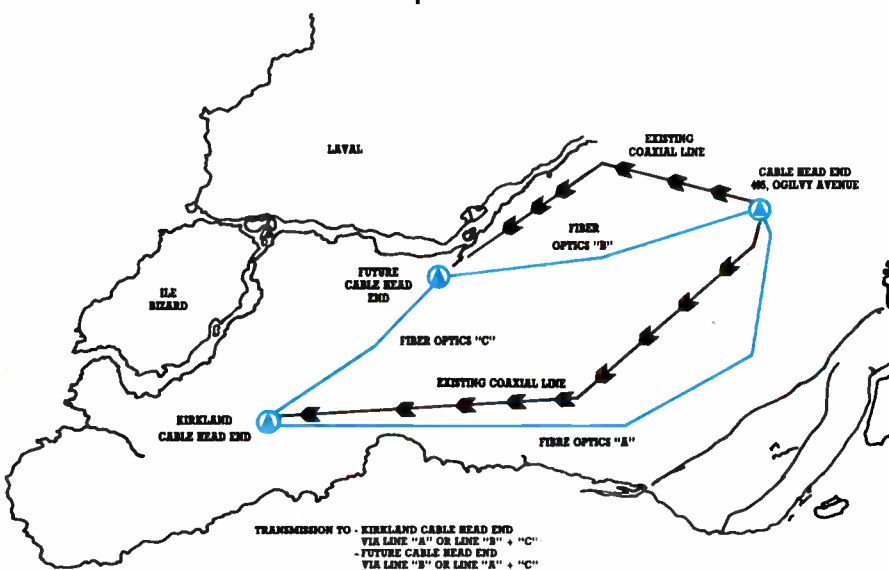 LAVAL
EXISTING
COAXIAL LINE
CABLE HEAD END
405, OGILVY AVENUE
FIBER
OPTICS "B"
FUTURE
CABLE HEAD
END
ILE
BIZARD
FIBER OPTICS "C"
EXISTING COAXIAL LINE
KIRKLAND
CABLE HEAD END
FIBRE OPTICS "A"
TRANSMISSION TO - KIRKLAND CABLE HEAD END
VIA LINE "A" OR LINE "B" + "C"
- FUTURE CABLE HEAD END
VIA LINE "B" OR LINE "A" + "C"